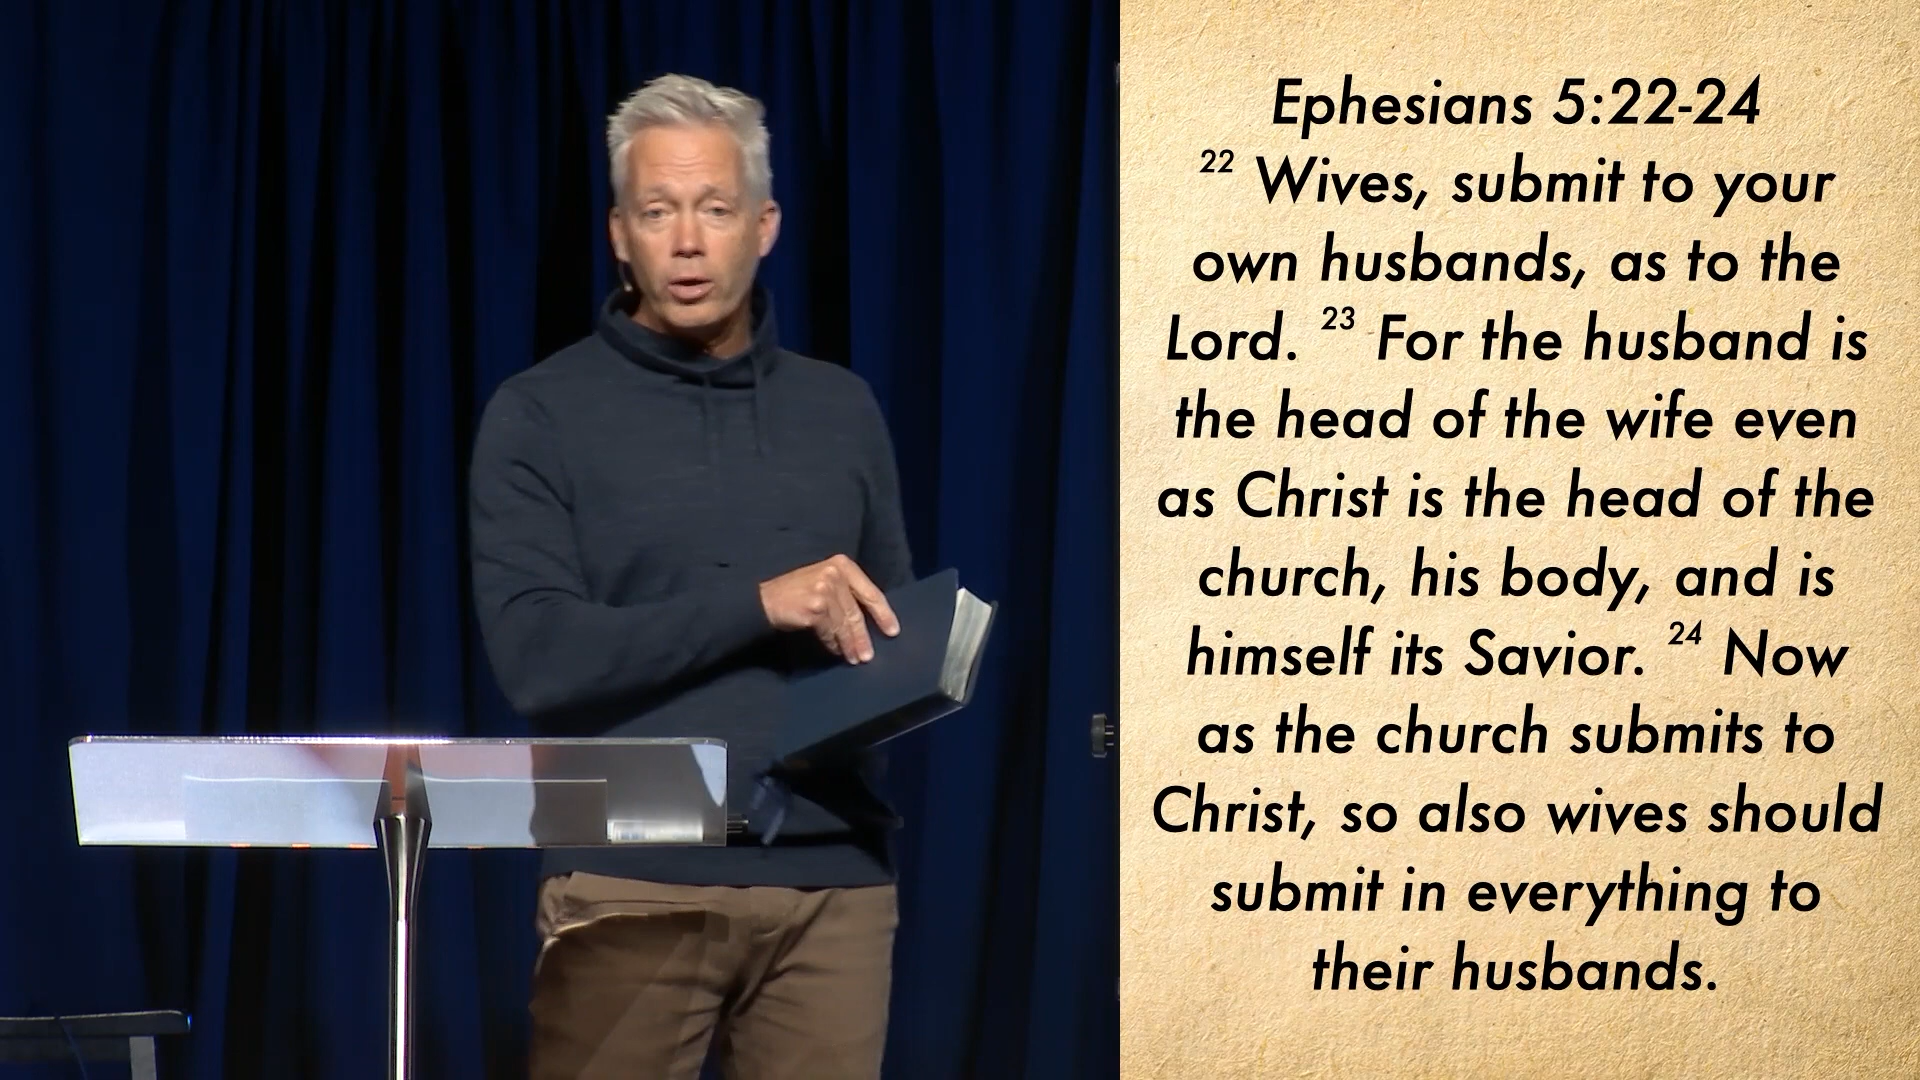 Ephesians 5:22-24
22 Wives, submit to your
own husbands, as to the
Lord. 23 For the husband is
the head of the wife even
as Christ is the head of the
church, his body, and is
himself its Savior. 24 Now
as the church submits to
Christ, so also wives should
submit in everything to
their husbands.